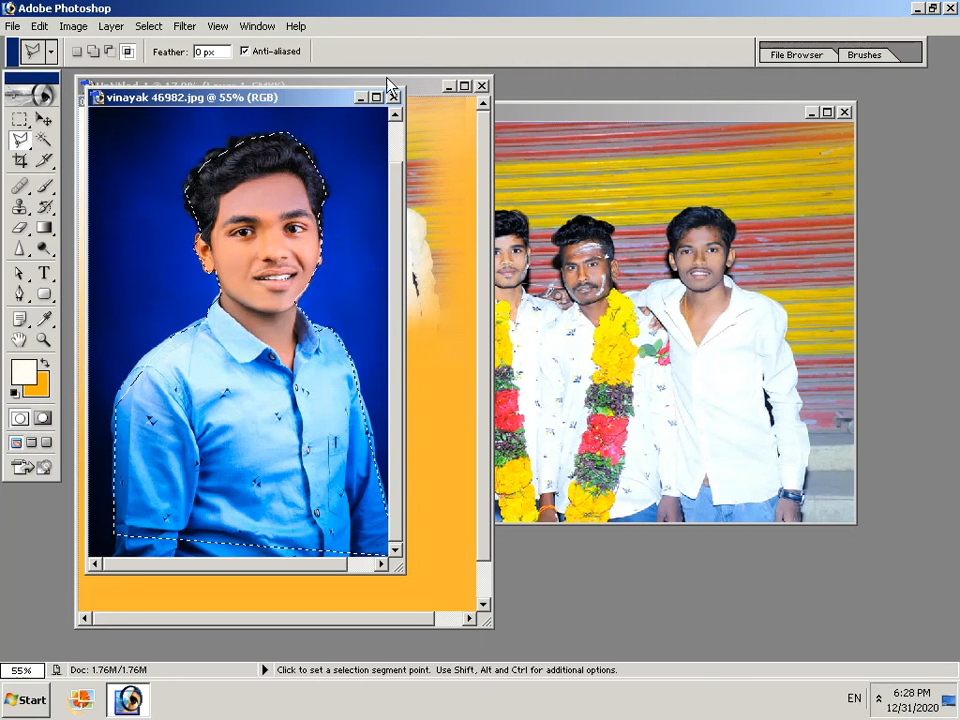 Adobe Photoshop
File Edit Image Layer Select Filter View Window Help
Feather: 0 px Anti-aliased
File Browser Brushes
vinayak 46982.jpg @ 55% (RGB)
T
55% Doc: 1.76M/1.76M Click to set a selection segment point. Use Shift, Alt and Ctrl for additional options.
Start EN 6:28 PM
12/31/2020